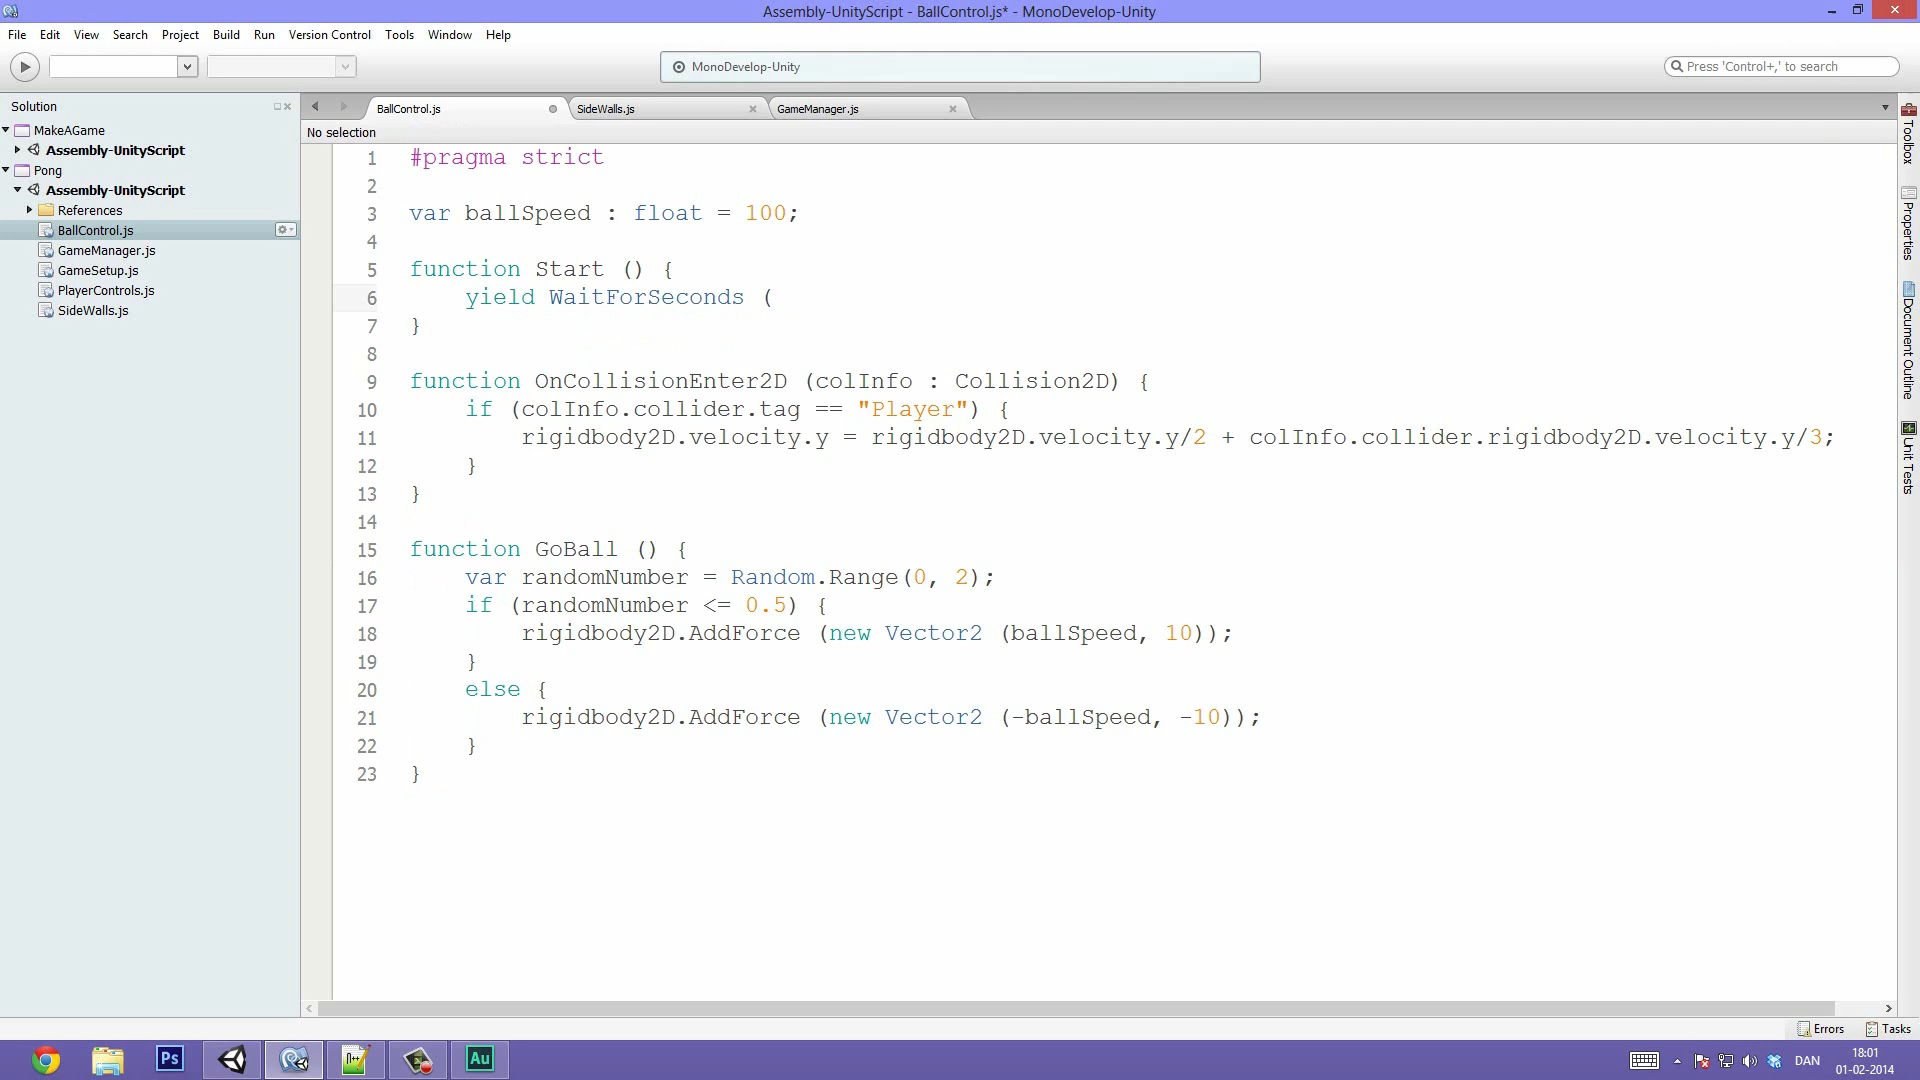 Assembly-UnityScript - BallControl.js* - MonoDevelop-Unity
File Edit View Search Project Build Run Version Control Tools Window Help
MonoDevelop-Unity
Press 'Control+,' to search
Solution
MakeAGame
Assembly-UnityScript
Pong
Assembly-UnityScript
References
BallControl.js
GameManager.js
GameSetup.js
PlayerControls.js
SideWalls.js
BallControl.js SideWalls.js GameManager.js
No selection
1 #pragma strict
2
3 var ballSpeed : float = 100;
4
5 function Start () {
6 yield WaitForSeconds (
7 }
8
9 function OnCollisionEnter2D (colInfo : Collision2D) {
10 if (colInfo.collider.tag == "Player") {
11 rigidbody2D.velocity.y = rigidbody2D.velocity.y/2 + colInfo.collider.rigidbody2D.velocity.y/3;
12 }
13 }
14
15 function GoBall () {
16 var randomNumber = Random.Range(0, 2);
17 if (randomNumber <= 0.5) {
18 rigidbody2D.AddForce (new Vector2 (ballSpeed, 10));
19 }
20 else {
21 rigidbody2D.AddForce (new Vector2 (-ballSpeed, -10));
22 }
23 }
Toolbox
Properties
Document Outline
Unit Tests
Errors Tasks
Ps
Au
DAN
18:01
01-02-2014